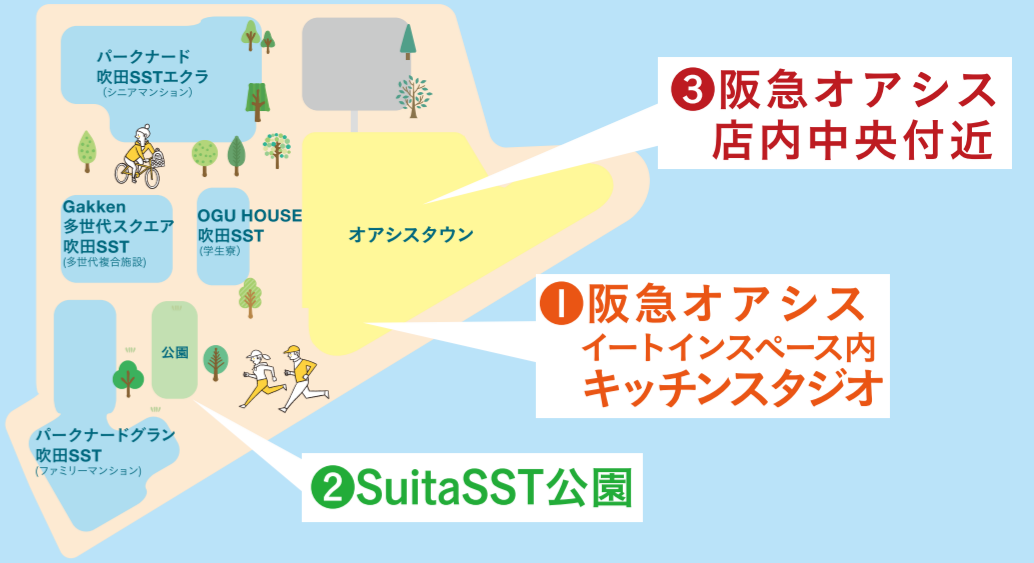 パークナード
吹田SSTエクラ
(シニアマンション)
❸阪急オアシス
店内中央付近
Gakken
多世代スクエア
吹田SST
(多世代複合施設)
OGU HOUSE
吹田SST
(学生寮)
オアシスタウン
❶阪急オアシス
イートインスペース内
キッチンスタジオ
公園
パークナードグラン
吹田SST
(ファミリーマンション)
❷SuitaSST公園